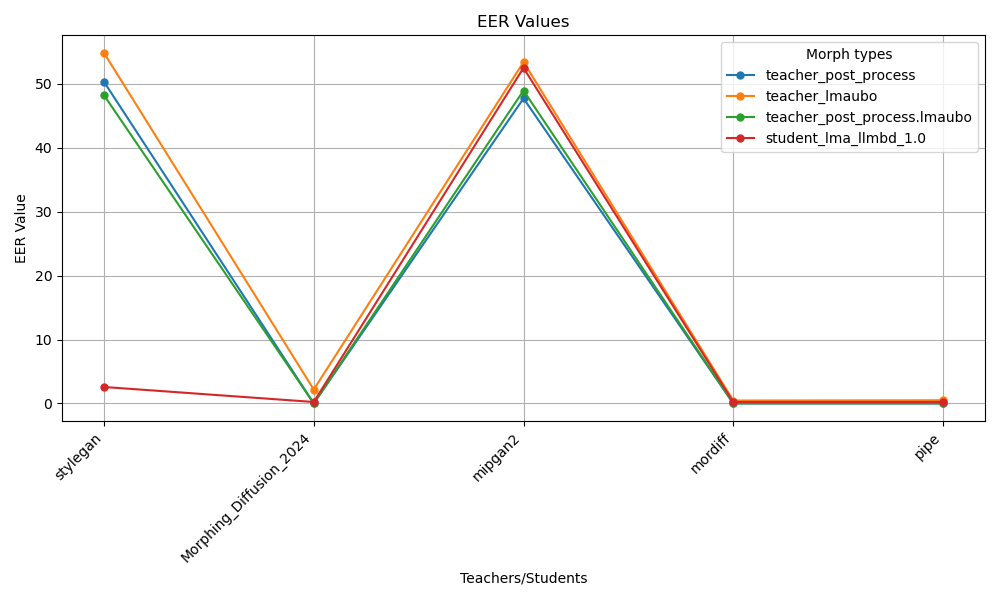 EER Values
EER Value
50
40
30
20
10
0
Morph types
teacher_post_process
teacher_lmaubo
teacher_post_process.lmaubo
student_lma_llmbd_1.0
stylegan
Morphing_Diffusion_2024
mipgan2
mordiff
pipe
Teachers/Students